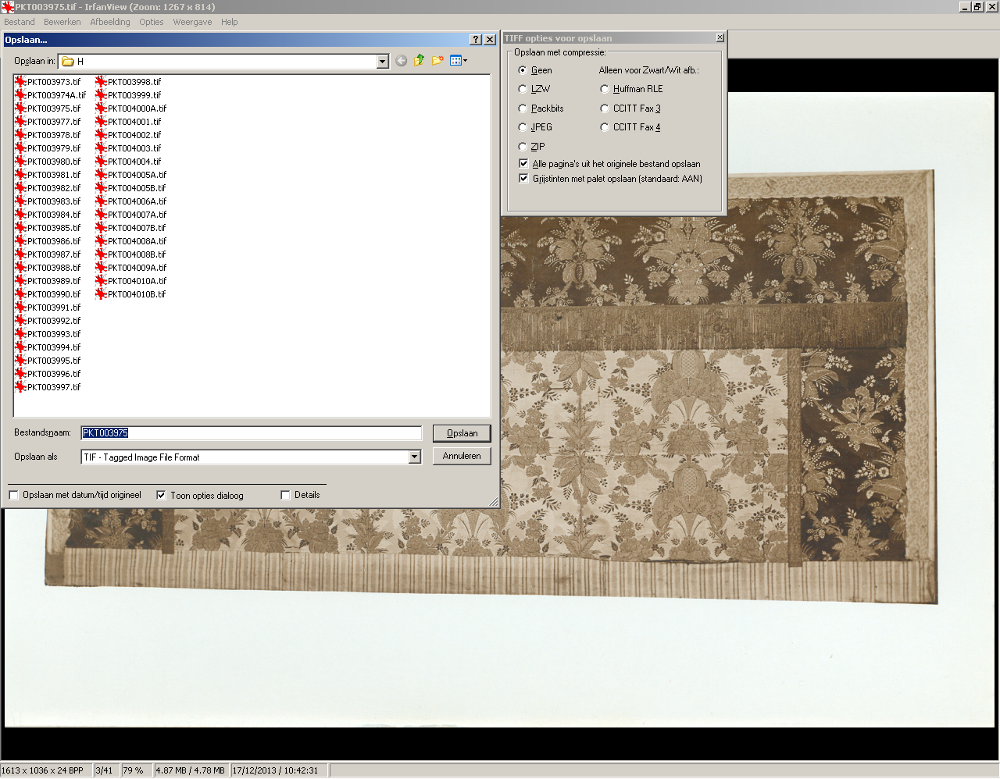 PKT003975.tif - IrfanView (Zoom: 1267 x 814)
Bestand Bewerken Afbeelding Opties Weergave Help
Opslaan...
Opslaan in: H
PKT003973.tif
PKT003974A.tif
PKT003975.tif
PKT003977.tif
PKT003978.tif
PKT003979.tif
PKT003980.tif
PKT003981.tif
PKT003982.tif
PKT003983.tif
PKT003984.tif
PKT003985.tif
PKT003986.tif
PKT003987.tif
PKT003988.tif
PKT003989.tif
PKT003990.tif
PKT003991.tif
PKT003992.tif
PKT003993.tif
PKT003994.tif
PKT003995.tif
PKT003996.tif
PKT003997.tif
PKT003998.tif
PKT003999.tif
PKT004000A.tif
PKT004001.tif
PKT004002.tif
PKT004003.tif
PKT004004.tif
PKT004005A.tif
PKT004005B.tif
PKT004006A.tif
PKT004007A.tif
PKT004007B.tif
PKT004008A.tif
PKT004008B.tif
PKT004009A.tif
PKT004010A.tif
PKT004010B.tif
Bestandsnaam: PKT003975 Opslaan
Opslaan als TIF - Tagged Image File Format Annuleren
Opslaan met datum/tijd origineel Toon opties dialoog Details
TIFF opties voor opslaan
Opslaan met compressie:
Geen Alleen voor Zwart/Wit afb.:
LZW Huffman RLE
Packbits CCITT Fax 3
JPEG CCITT Fax 4
ZIP
Alle pagina's uit het originele bestand opslaan
Grijstinten met palet opslaan (standaard: AAN)
1613 x 1036 x 24 BPP 3/41 79 % 4.87 MB / 4.78 MB 17/12/2013 / 10:42:31